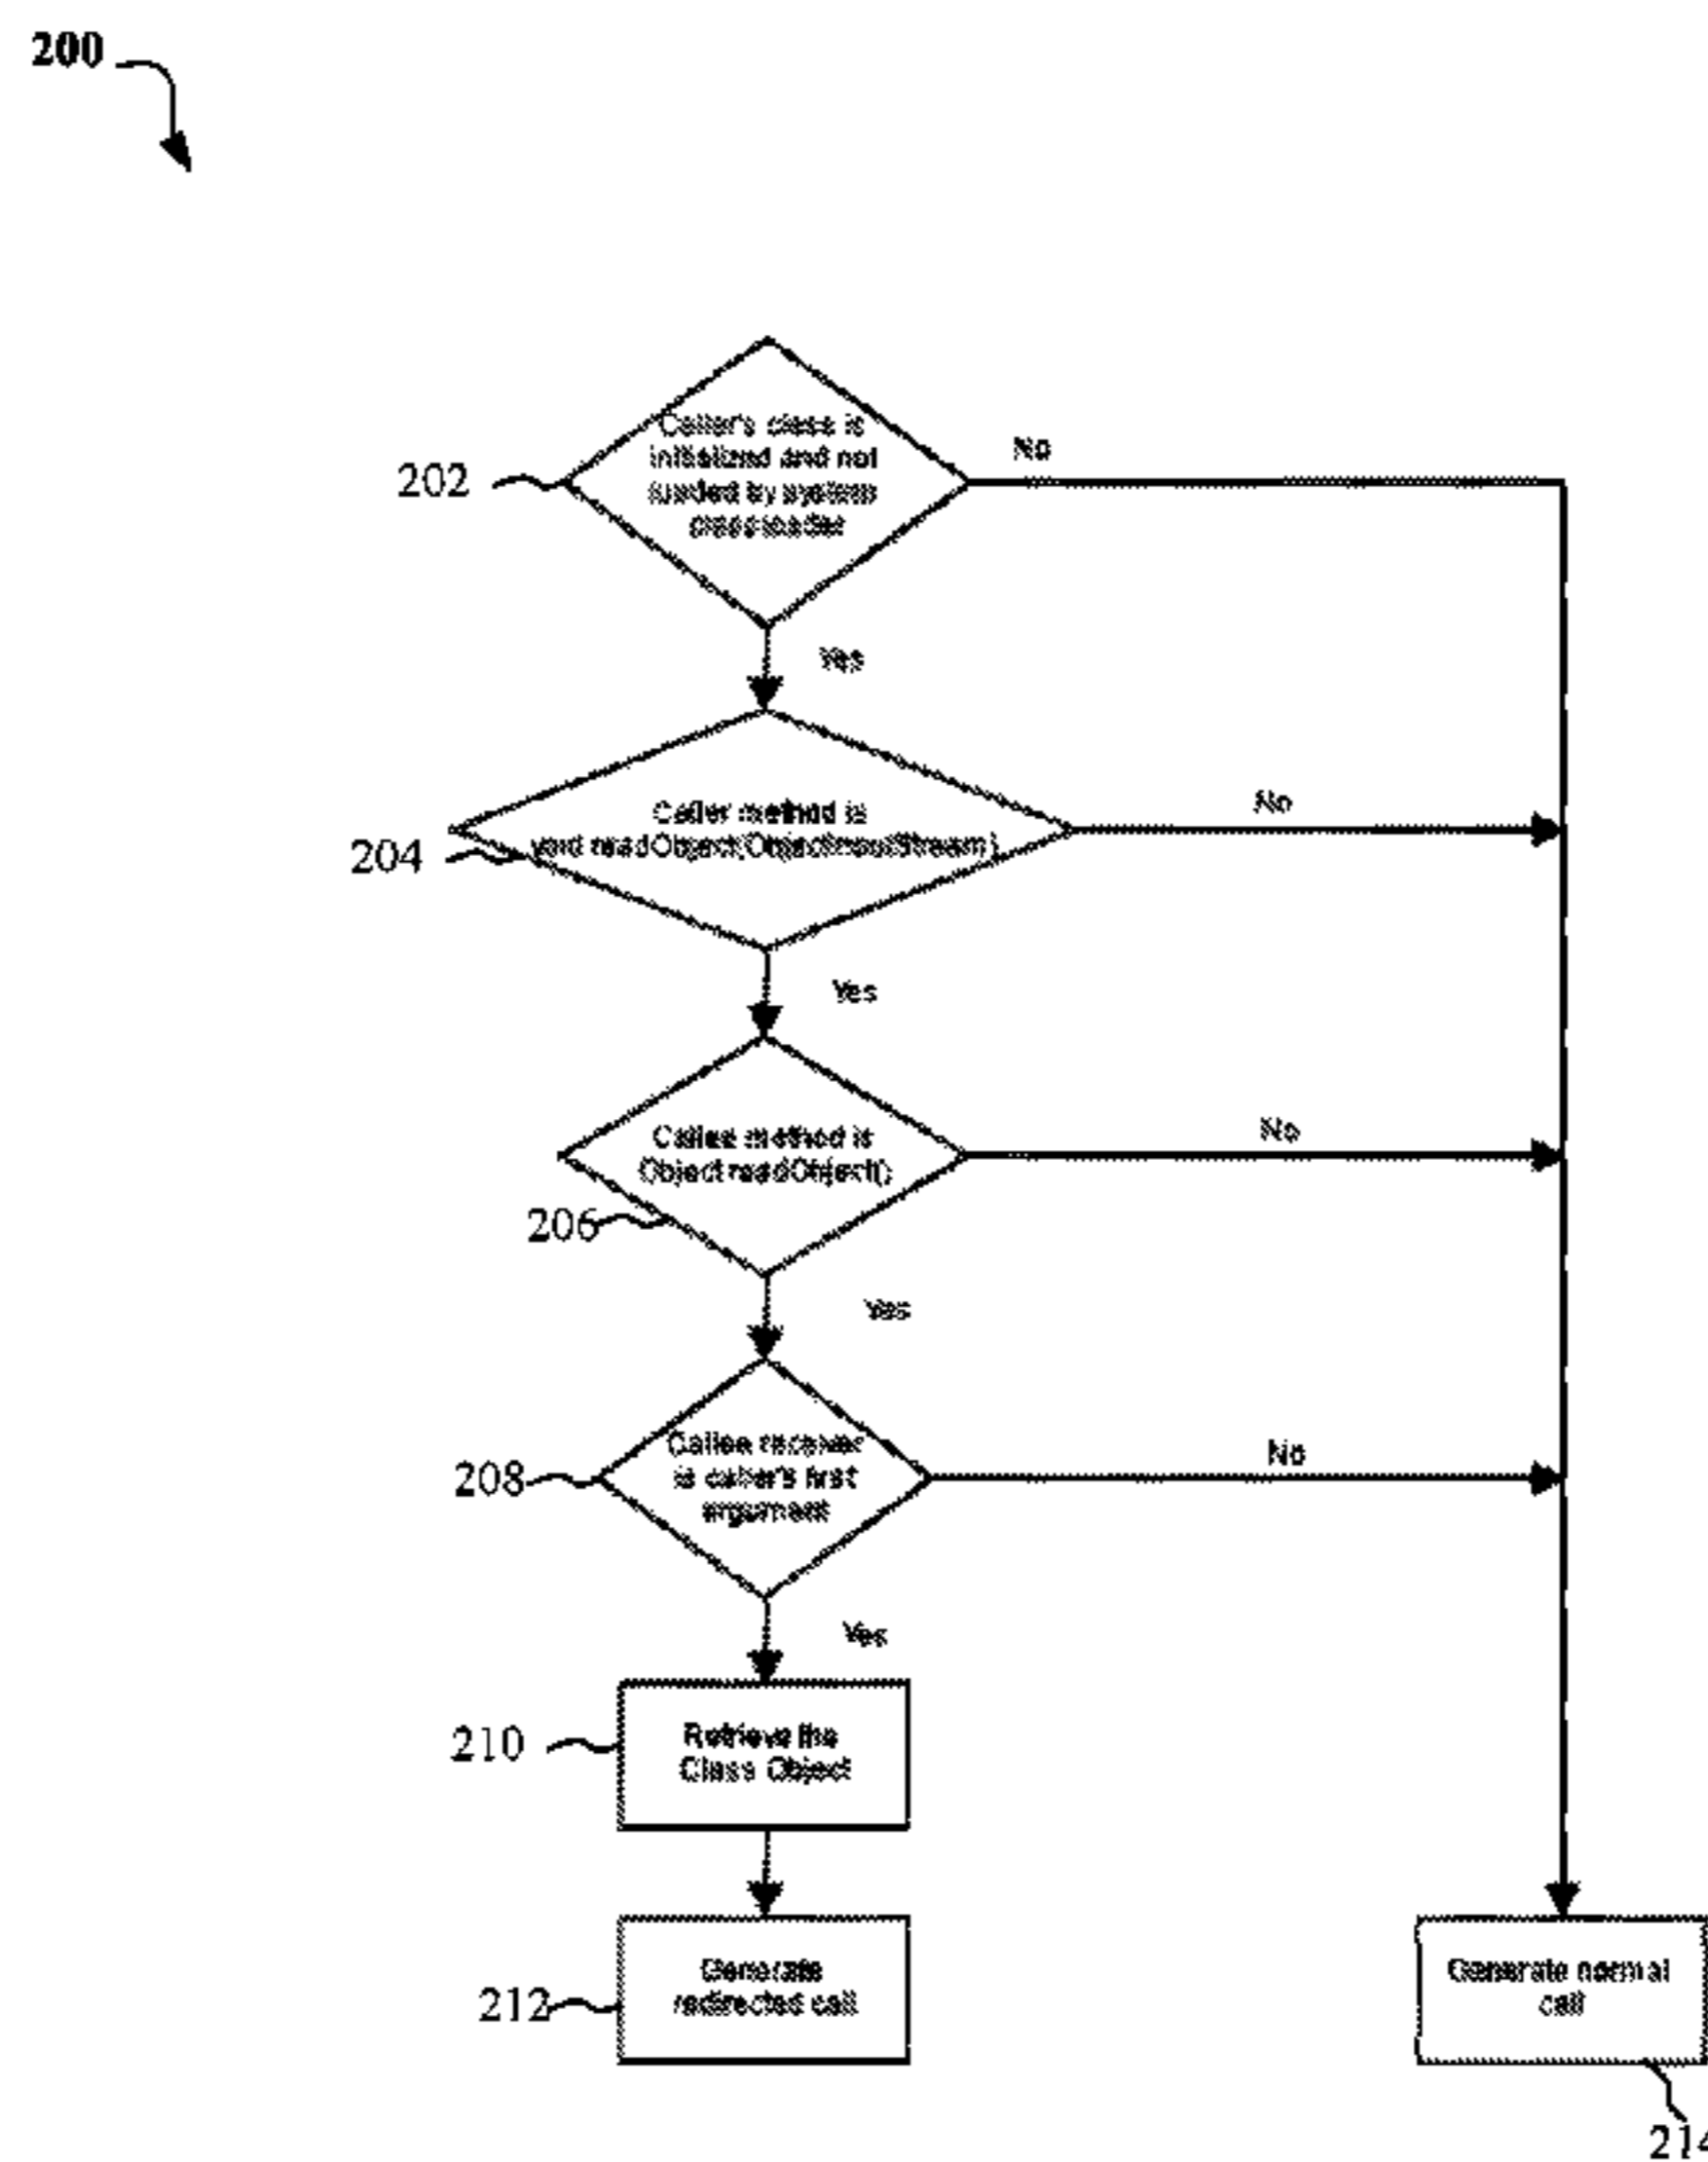 200
Caller's class is
initialized and not
loaded by system
class loader
202
No
Yes
Caller method is
void readObject(ObjectInputStream)
204
No
Yes
Callee method is
Object readObject()
206
No
Yes
Callee receiver
is caller's first
argument
208
No
Yes
Retrieve the
Class Object
210
Generate
redirected call
212
Generate normal
call
214